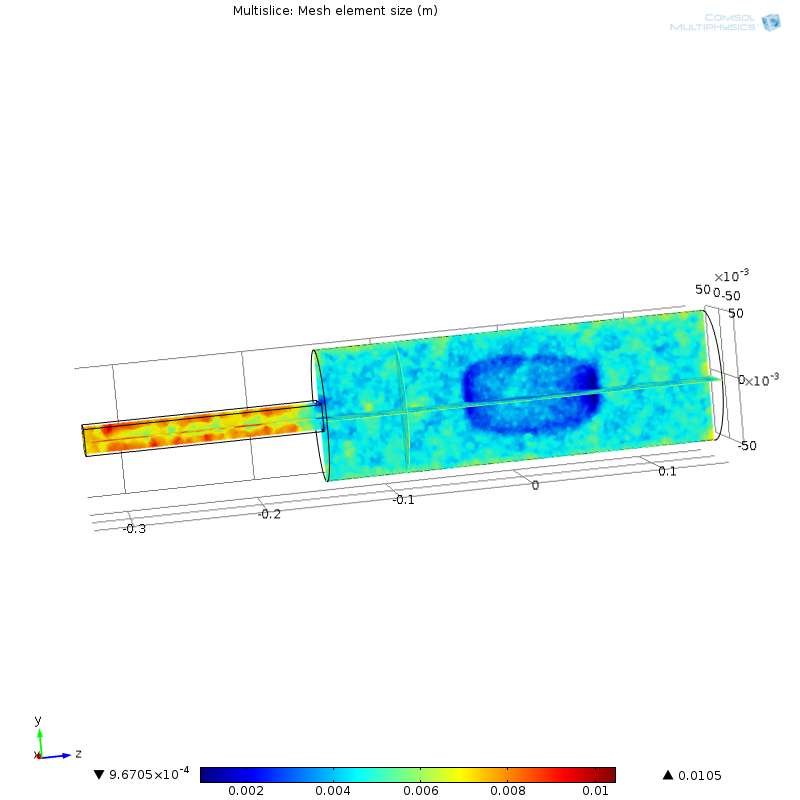 Multislice: Mesh element size (m)
COMSOL
MULTIPHYSICS
×10⁻³
50 0 -50
50
0 ×10⁻³
-50
0.1
0
-0.1
-0.2
-0.3
y
x z
▼ 9.6705×10⁻⁴
▲ 0.0105
0.002 0.004 0.006 0.008 0.01